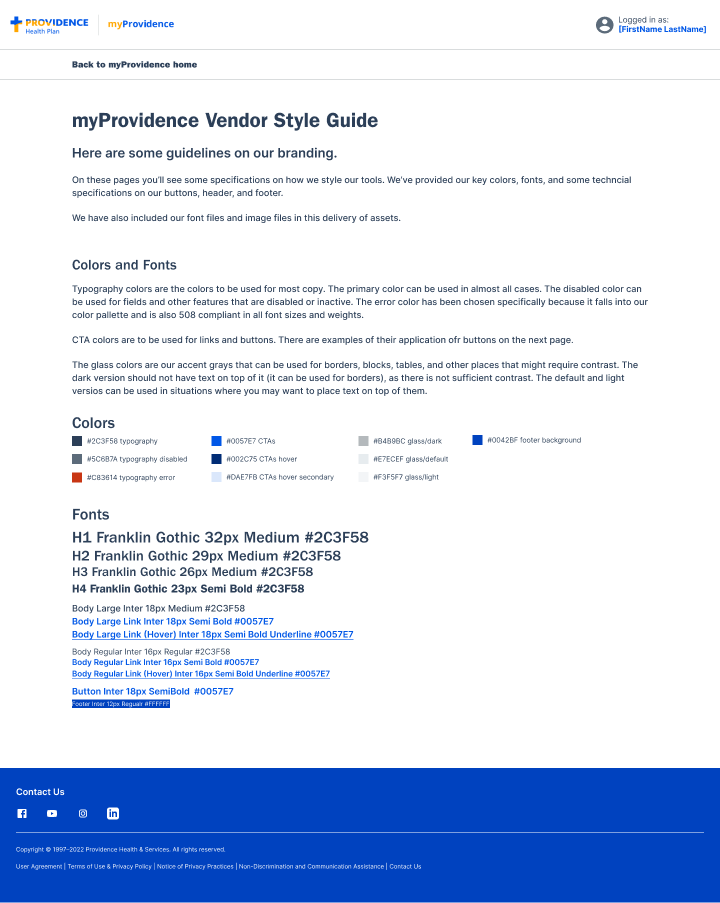 PROVIDENCE
Health Plan
myProvidence
Logged in as:
[FirstName LastName]
Back to myProvidence home
myProvidence Vendor Style Guide
Here are some guidelines on our branding.
On these pages you'll see some specifications on how we style our tools. We've provided our key colors, fonts, and some techncial
specifications on our buttons, header, and footer.
We have also included our font files and image files in this delivery of assets.
Colors and Fonts
Typography colors are the colors to be used for most copy. The primary color can be used in almost all cases. The disabled color can
be used for fields and other features that are disabled or inactive. The error color has been chosen specifically because it falls into our
color pallette and is also 508 compliant in all font sizes and weights.
CTA colors are to be used for links and buttons. There are examples of their application ofr buttons on the next page.
The glass colors are our accent grays that can be used for borders, blocks, tables, and other places that might require contrast. The
dark version should not have text on top of it (it can be used for borders), as there is not sufficient contrast. The default and light
versios can be used in situations where you may want to place text on top of them.
Colors
#2C3F58 typography
#0057E7 CTAs
#B4B9BC glass/dark
#0042BF footer background
#5C6B7A typography disabled
#002C75 CTAs hover
#E7ECEF glass/default
#C83614 typography error
#DAE7FB CTAs hover secondary
#F3F5F7 glass/light
Fonts
H1 Franklin Gothic 32px Medium #2C3F58
H2 Franklin Gothic 29px Medium #2C3F58
H3 Franklin Gothic 26px Medium #2C3F58
H4 Franklin Gothic 23px Semi Bold #2C3F58
Body Large Inter 18px Medium #2C3F58
Body Large Link Inter 18px Semi Bold #0057E7
Body Large Link (Hover) Inter 18px Semi Bold Underline #0057E7
Body Regular Inter 16px Regular #2C3F58
Body Regular Link Inter 16px Semi Bold #0057E7
Body Regular Link (Hover) Inter 16px Semi Bold Underline #0057E7
Button Inter 18px SemiBold  #0057E7
Footer Inter 12px Regualr #FFFFFF
Contact Us
in
Copyright © 1997–2022 Providence Health & Services. All rights reserved.
User Agreement | Terms of Use & Privacy Policy | Notice of Privacy Practices | Non-Discrimination and Communication Assistance | Contact Us